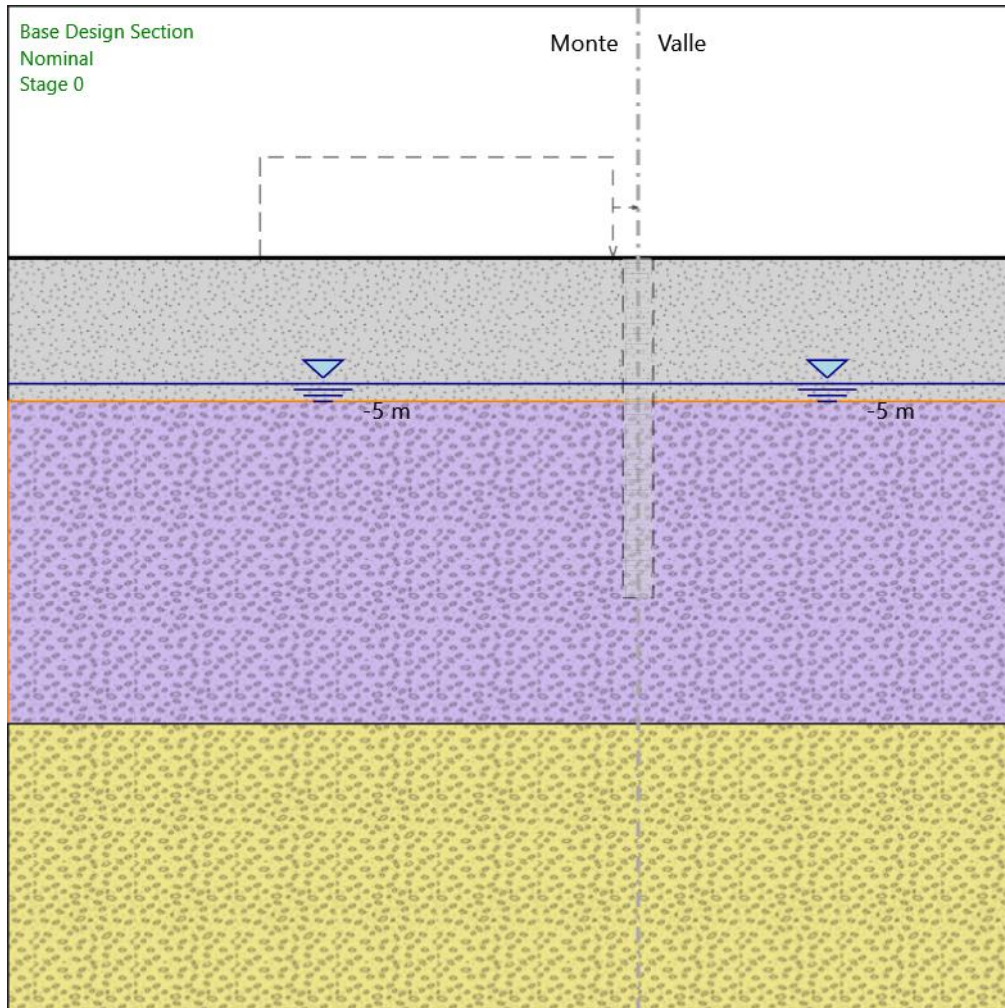 Base Design Section
Nominal
Stage 0
Monte
Valle
-5 m
-5 m